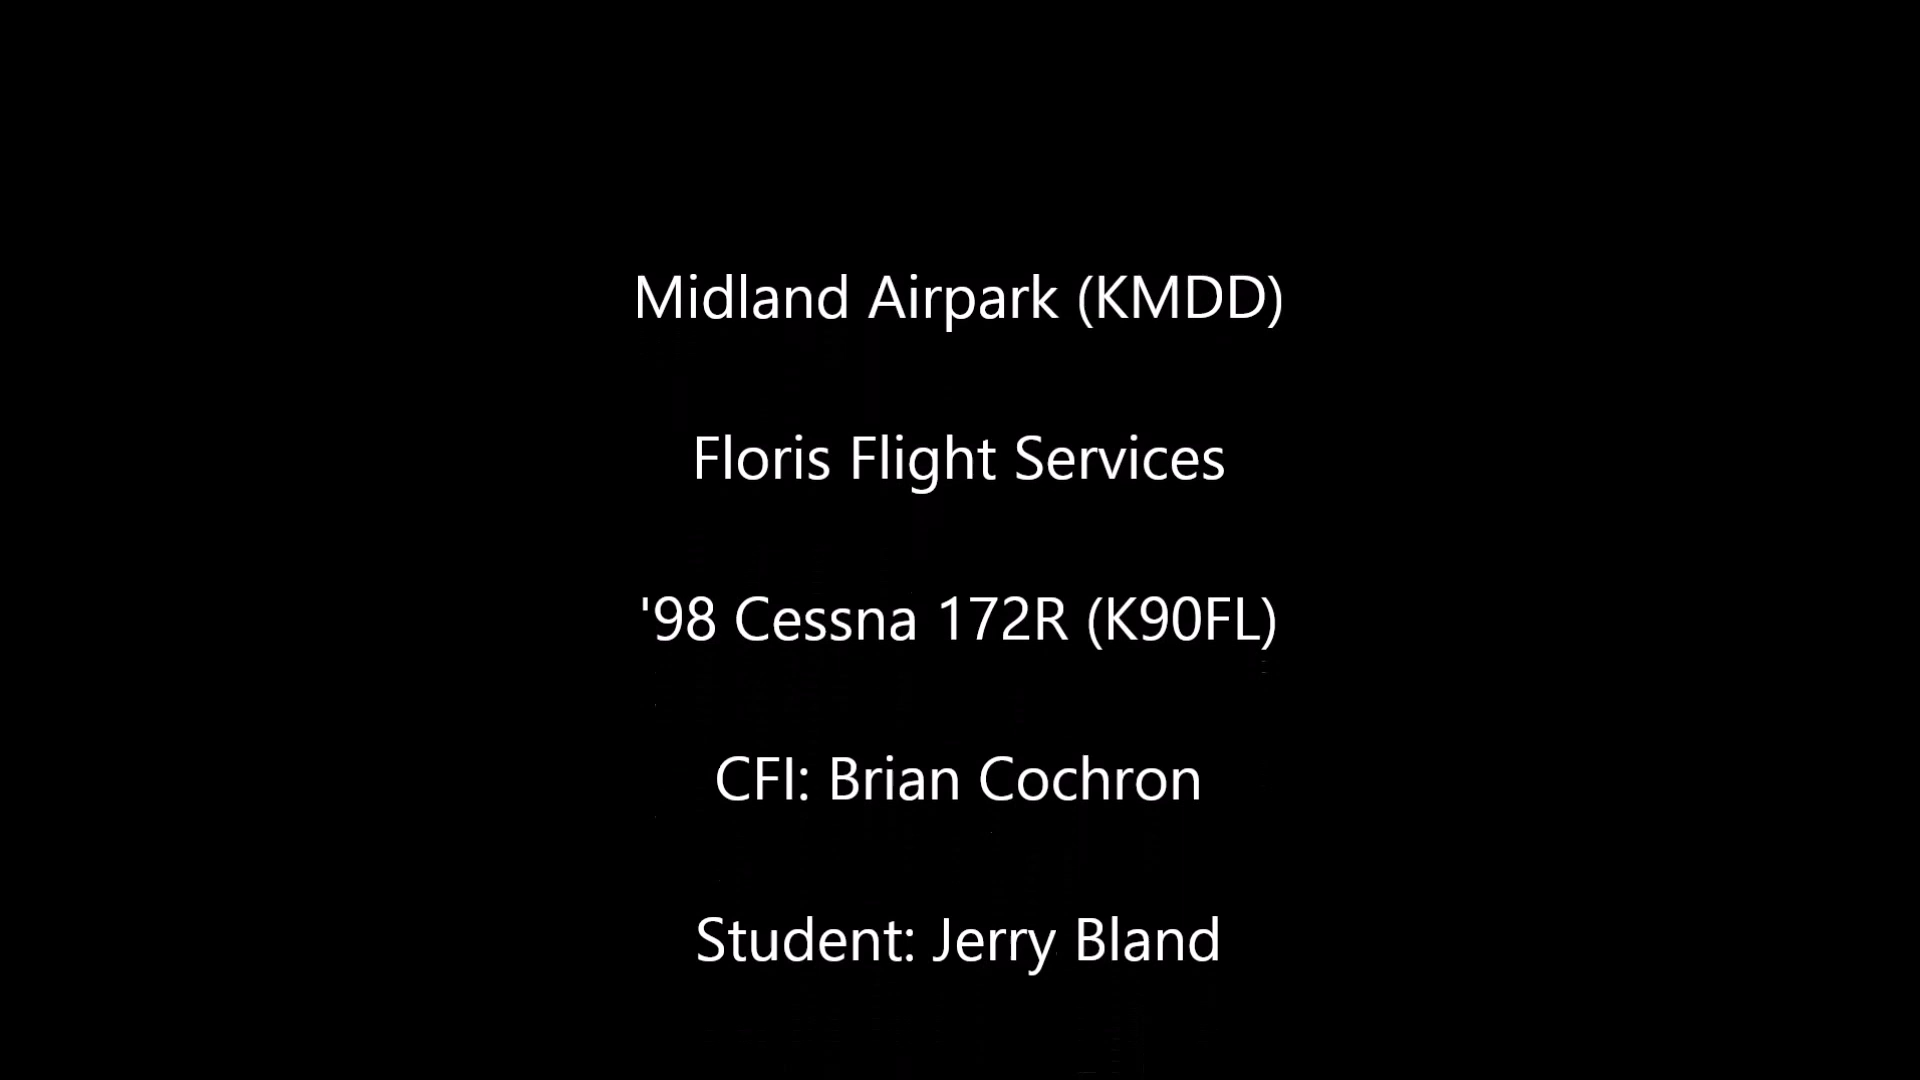 Midland Airpark (KMDD)
Floris Flight Services
'98 Cessna 172R (K90FL)
CFI: Brian Cochron
Student: Jerry Bland